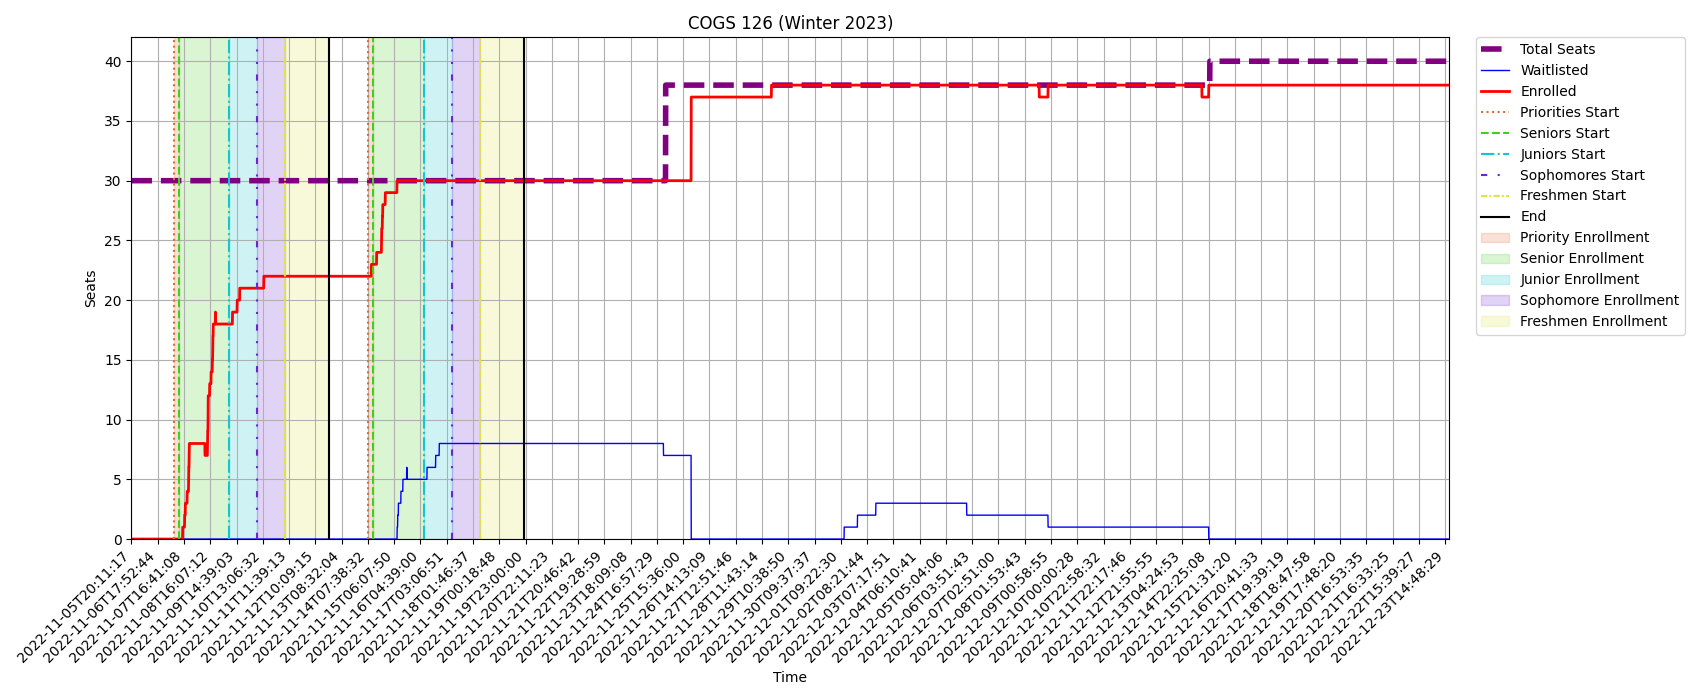 COGS 126 (Winter 2023)
Seats
40
35
30
25
20
15
10
5
0
2022-11-05T20:11:17
2022-11-06T17:52:44
2022-11-07T16:41:08
2022-11-08T16:07:12
2022-11-09T14:39:03
2022-11-10T13:06:32
2022-11-11T11:39:13
2022-11-12T10:09:15
2022-11-13T08:32:04
2022-11-14T07:38:32
2022-11-15T06:07:50
2022-11-16T04:39:00
2022-11-17T03:06:51
2022-11-18T01:46:37
2022-11-19T00:18:48
2022-11-19T23:00:00
2022-11-20T22:11:23
2022-11-21T20:46:42
2022-11-22T19:28:59
2022-11-23T18:09:08
2022-11-24T16:57:29
2022-11-25T15:36:00
2022-11-26T14:13:09
2022-11-27T12:51:46
2022-11-28T11:43:14
2022-11-29T10:38:50
2022-11-30T09:37:37
2022-12-01T09:22:30
2022-12-02T08:21:44
2022-12-03T07:17:51
2022-12-04T06:10:41
2022-12-05T05:04:06
2022-12-06T03:51:43
2022-12-07T02:51:00
2022-12-08T01:53:43
2022-12-09T00:58:55
2022-12-10T00:00:28
2022-12-10T22:58:32
2022-12-11T22:17:46
2022-12-12T21:55:55
2022-12-13T04:24:53
2022-12-14T22:25:08
2022-12-15T21:31:20
2022-12-16T20:41:33
2022-12-17T19:39:19
2022-12-18T18:47:58
2022-12-19T17:48:20
2022-12-20T16:53:35
2022-12-21T16:33:25
2022-12-22T15:39:27
2022-12-23T14:48:29
Time
Total Seats
Waitlisted
Enrolled
Priorities Start
Seniors Start
Juniors Start
Sophomores Start
Freshmen Start
End
Priority Enrollment
Senior Enrollment
Junior Enrollment
Sophomore Enrollment
Freshmen Enrollment